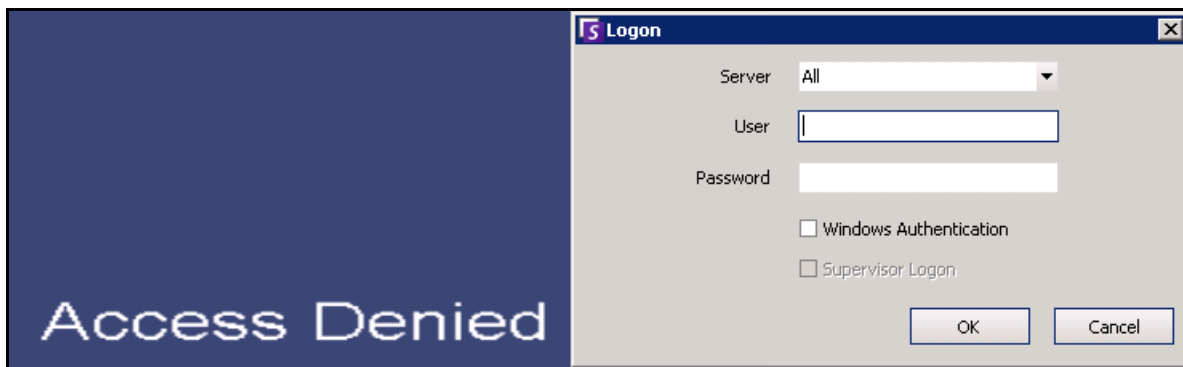 Access Denied
S Logon
Server All
User
Password
Windows Authentication
Supervisor Logon
OK Cancel